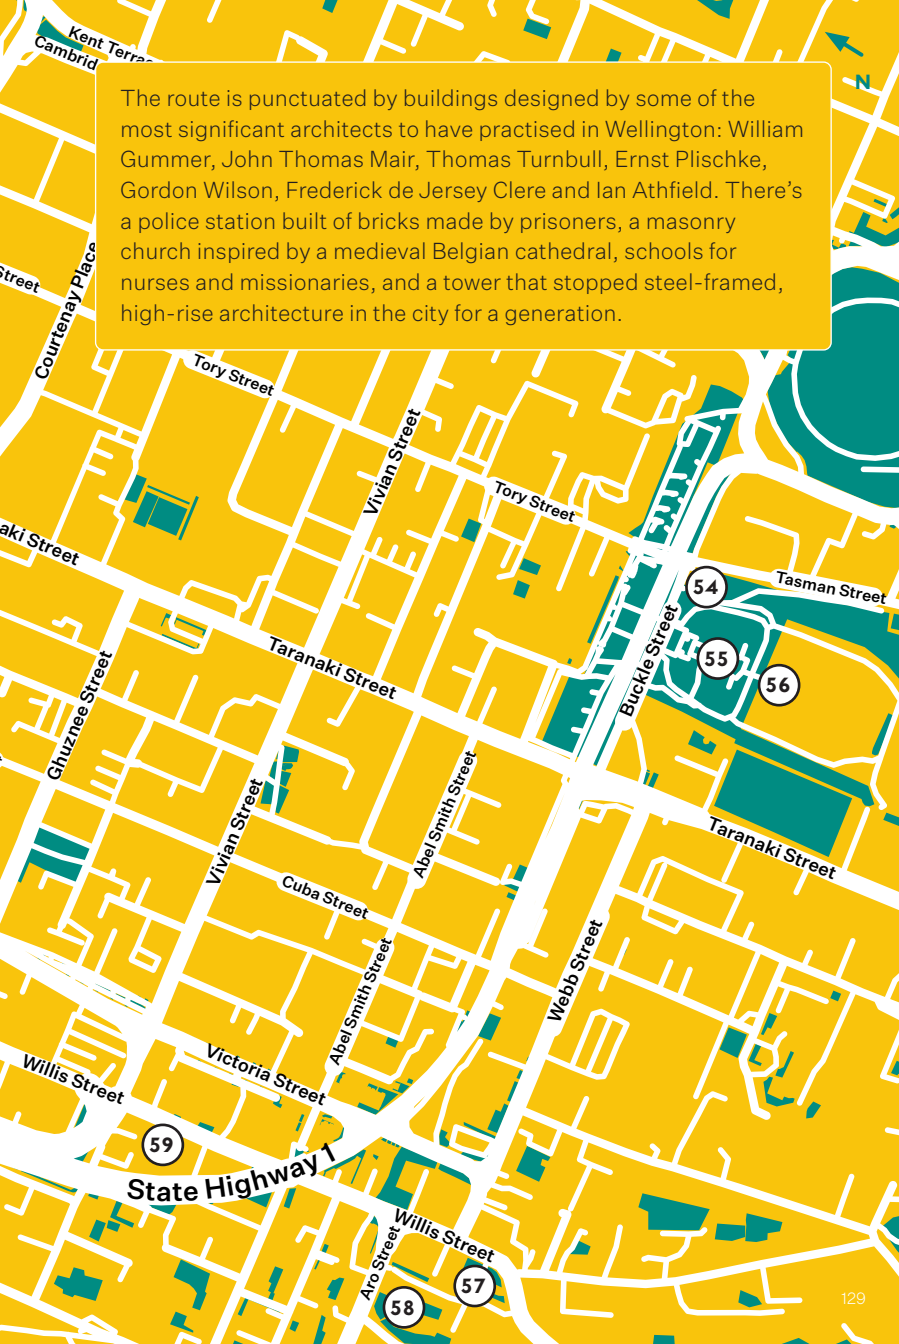 Kent Terrac
Cambrid
N
The route is punctuated by buildings designed by some of the
most significant architects to have practised in Wellington: William
Gummer, John Thomas Mair, Thomas Turnbull, Ernst Plischke,
Gordon Wilson, Frederick de Jersey Clere and Ian Athfield. There’s
a police station built of bricks made by prisoners, a masonry
church inspired by a medieval Belgian cathedral, schools for
nurses and missionaries, and a tower that stopped steel-framed,
high-rise architecture in the city for a generation.
Street
Courtenay Place
Tory Street
Vivian Street
Tory Street
aki Street
54
Tasman Street
Buckle Street
55
56
Taranaki Street
Ghuznee Street
Vivian Street
Abel Smith Street
Taranaki Street
Cuba Street
Webb Street
Abel Smith Street
Victoria Street
Willis Street
59
State Highway 1
Willis Street
Aro Street
57
58
129